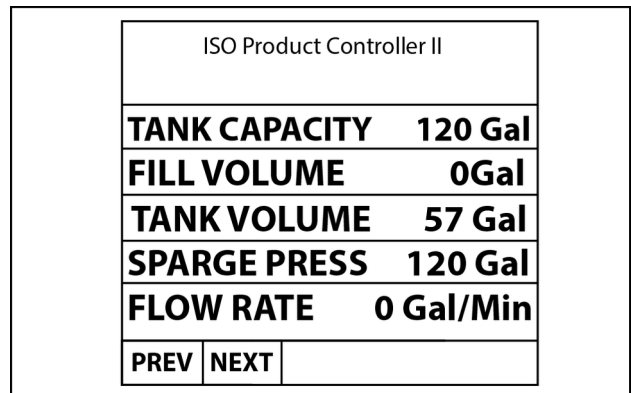 ISO Product Controller II
TANK CAPACITY 120 Gal
FILL VOLUME 0Gal
TANK VOLUME 57 Gal
SPARGE PRESS 120 Gal
FLOW RATE 0 Gal/Min
PREV NEXT